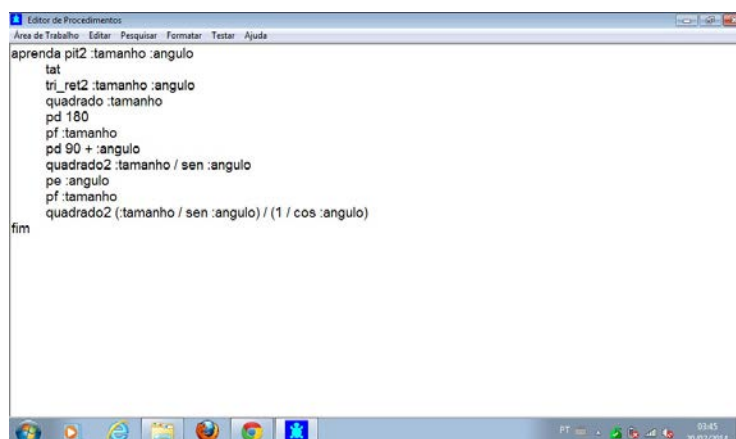 Editor de Procedimentos
Área de Trabalho Editar Pesquisar Formatar Testar Ajuda
aprenda pit2 :tamanho :angulo
tat
tri_ret2 :tamanho :angulo
quadrado :tamanho
pd 180
pf :tamanho
pd 90 + :angulo
quadrado2 :tamanho / sen :angulo
pe :angulo
pf :tamanho
quadrado2 (:tamanho / sen :angulo) / (1 / cos :angulo)
fim
PT
03:45